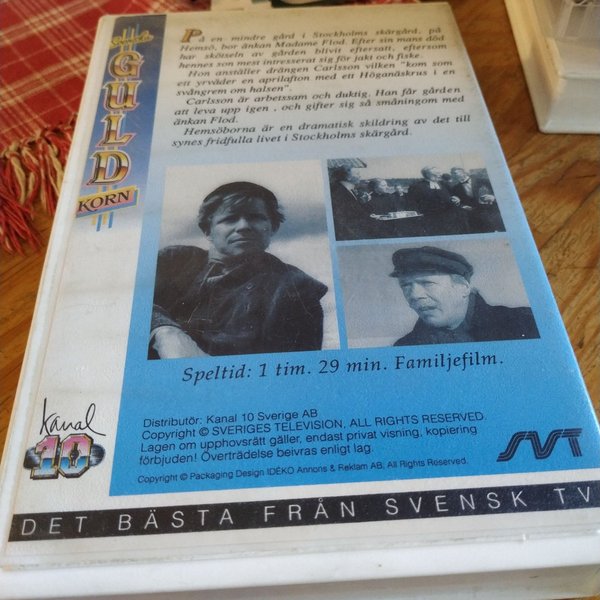 På en mindre gård i Stockholms skärgård, på
Hemsö, bor änkan Madame Flod. Efter sin mans död
har skötseln av gården blivit eftersatt, eftersom
hennes son mest intresserat sig för jakt och fiske.
Hon anställer drängen Carlsson vilken "kom som
ett yrväder en aprilafton med ett Höganäskrus i en
svångrem om halsen".
Carlsson är arbetssam och duktig. Han får gården
att leva upp igen , och gifter sig så småningom med
änkan Flod.
Hemsöborna är en dramatisk skildring av det till
synes fridfulla livet i Stockholms skärgård.
GULD
KORN
Speltid: 1 tim. 29 min. Familjefilm.
Kanal
10
Distributör: Kanal 10 Sverige AB
Copyright © SVERIGES TELEVISION, ALL RIGHTS RESERVED.
Lagen om upphovsrätt gäller, endast privat visning, kopiering
förbjuden! Överträdelse beivras enligt lag.
SVT
Copyright © Packaging Design IDÉKO Annons & Reklam AB, All Rights Reserved.
DET BÄSTA FRÅN SVENSK TV